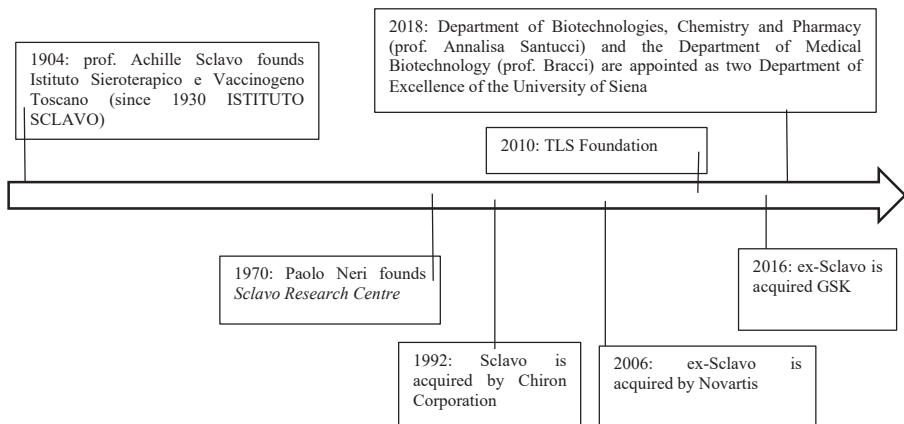 1904: prof. Achille Sclavo founds
Istituto Sieroterapico e Vaccinogeno
Toscano (since 1930 ISTITUTO
SCLAVO)
2018: Department of Biotechnologies, Chemistry and Pharmacy
(prof. Annalisa Santucci) and the Department of Medical
Biotechnology (prof. Bracci) are appointed as two Department of
Excellence of the University of Siena
2010: TLS Foundation
1970: Paolo Neri founds
Sclavo Research Centre
2016: ex-Sclavo is
acquired GSK
1992: Sclavo is
acquired by Chiron
Corporation
2006: ex-Sclavo is
acquired by Novartis